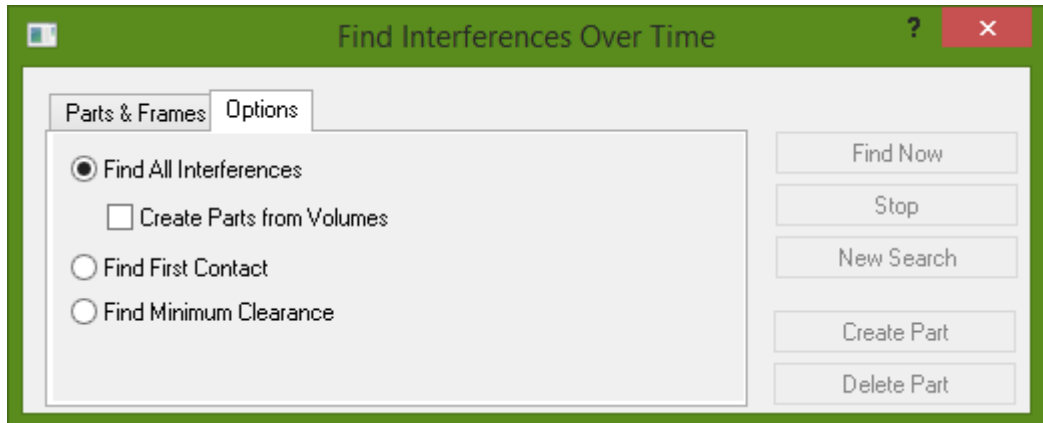 Find Interferences Over Time
?
Parts & Frames
Options
Find All Interferences
Create Parts from Volumes
Find First Contact
Find Minimum Clearance
Find Now
Stop
New Search
Create Part
Delete Part